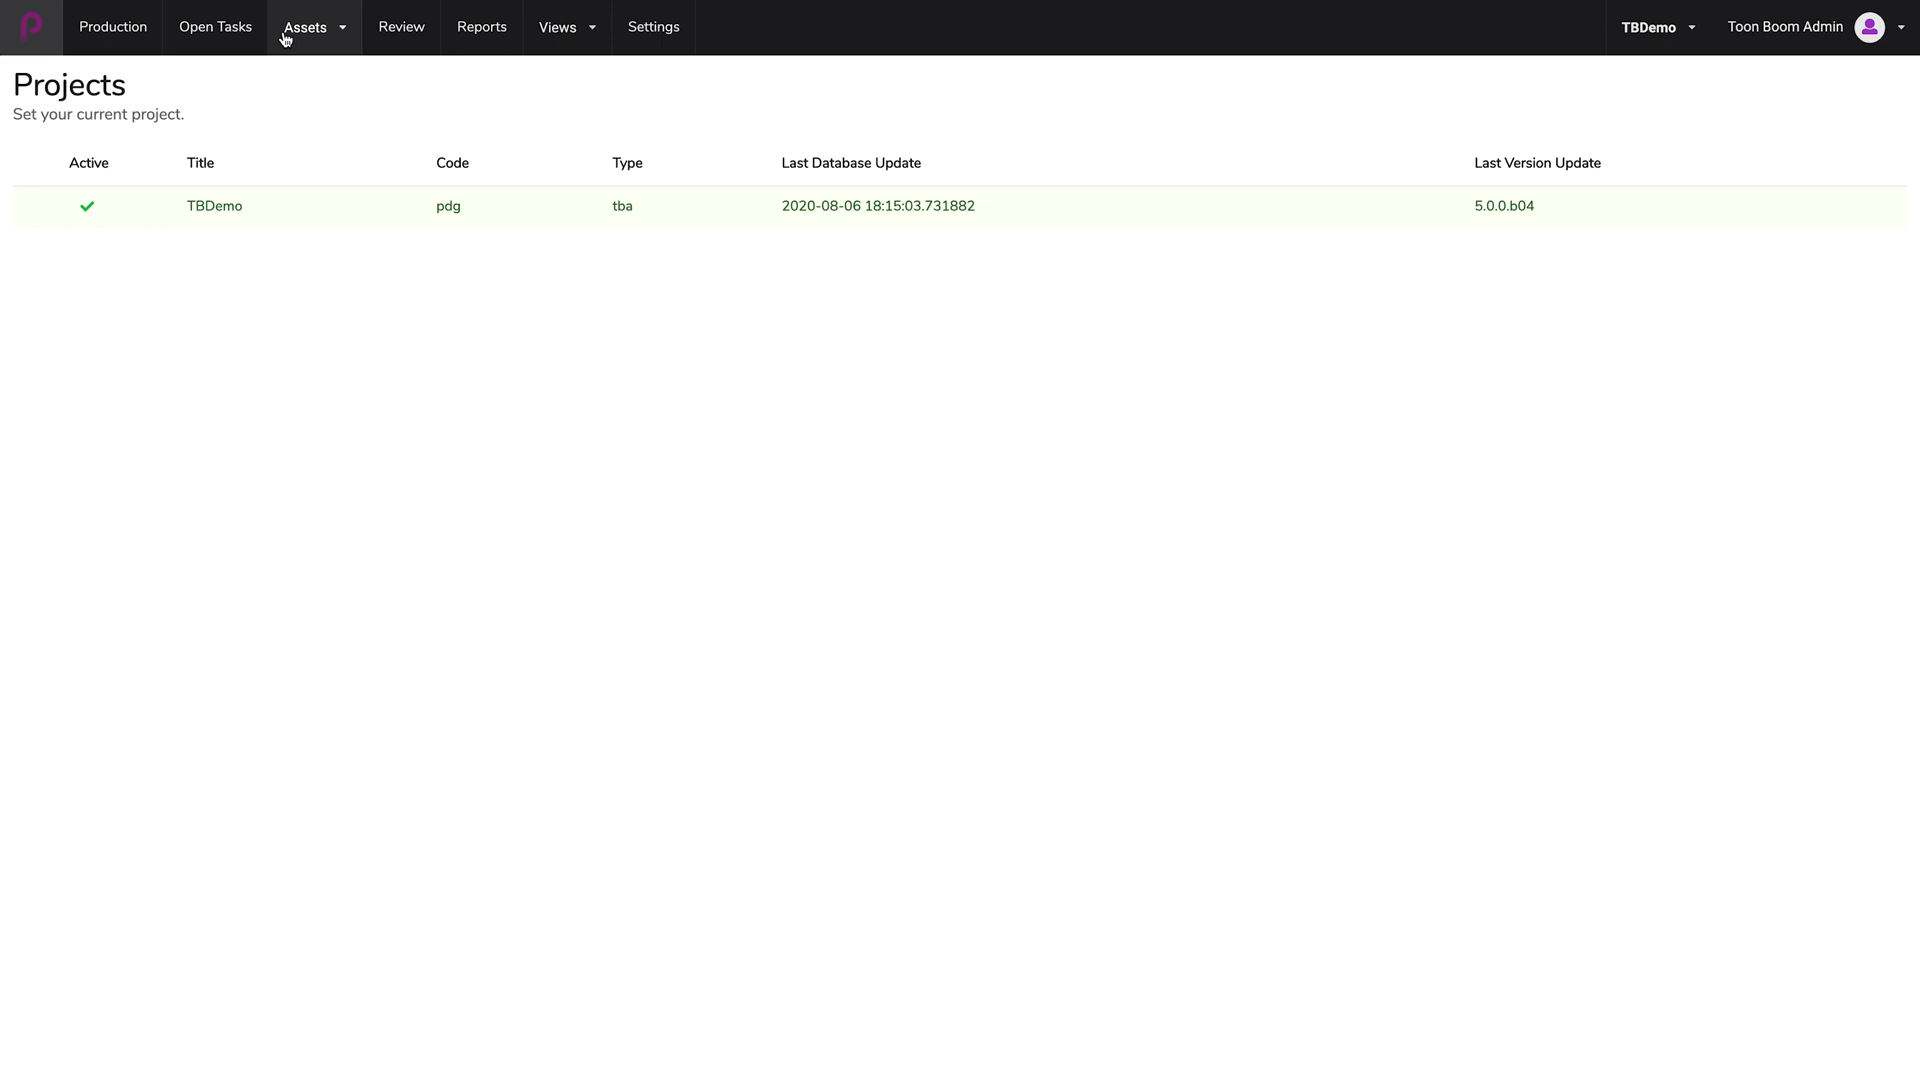 Production Open Tasks Assets Review Reports Views Settings TBDemo Toon Boom Admin
Projects
Set your current project.
Active Title Code Type Last Database Update Last Version Update
TBDemo pdg tba 2020-08-06 18:15:03.731882 5.0.0.b04